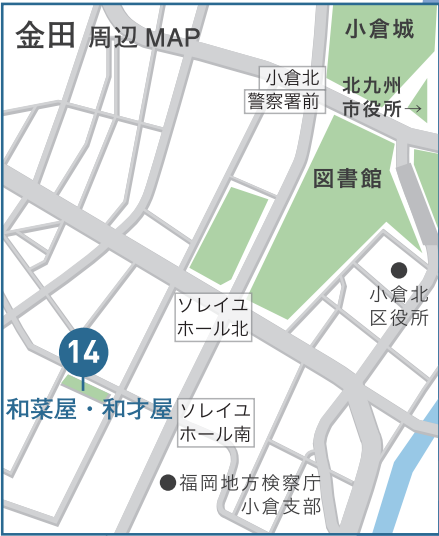 金田 周辺 MAP
小倉城
小倉北
警察署前
北九州
市役所→
図書館
小倉北
区役所
ソレイユ
ホール北
14
和菜屋・和才屋
ソレイユ
ホール南
福岡地方検察庁
小倉支部